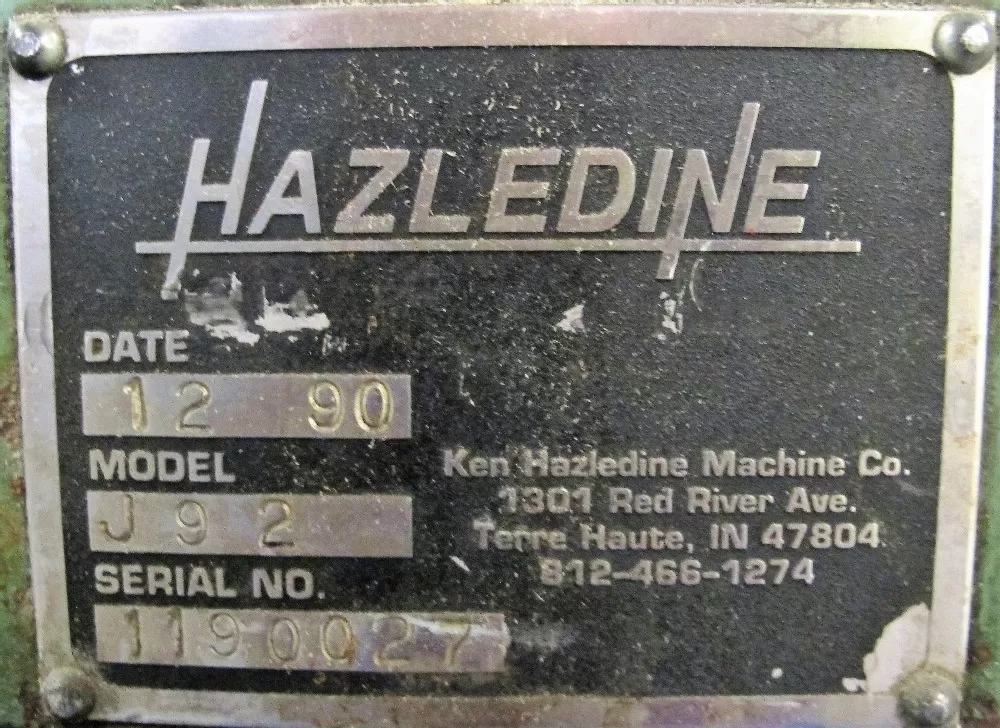 HAZLEDINE
DATE
12 90
MODEL
J 9 2
SERIAL NO.
1190027
Ken Hazledine Machine Co.
1301 Red River Ave.
Terre Haute, IN 47804
812-466-1274